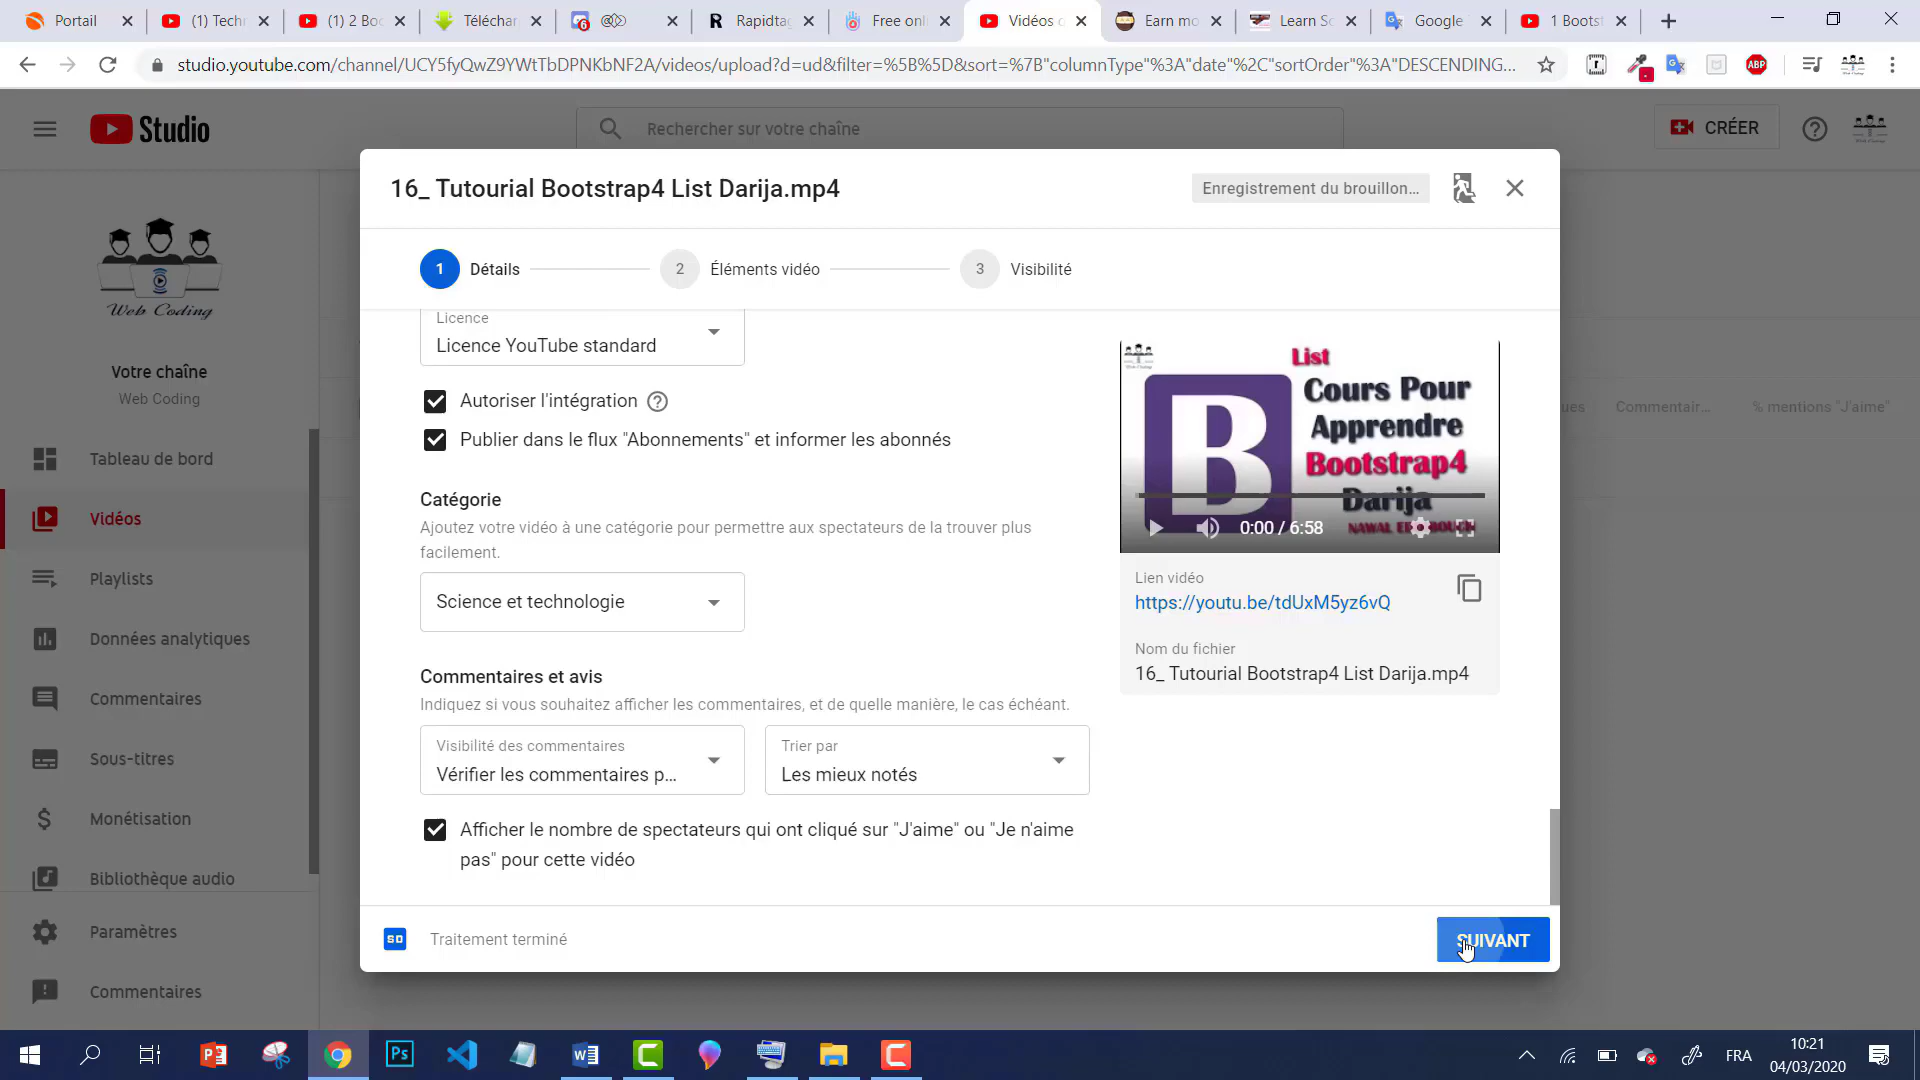 Portail
(1) Techr
(1) 2 Boo
Téléchar
Rapidtag
Free onl
Vidéos d
Earn mo
Learn So
Google
1 Bootst
studio.youtube.com/channel/UCY5fyQwZ9YWtTbDPNKbNF2A/videos/upload?d=ud&filter=%5B%5D&sort=%7B"columnType"%3A"date"%2C"sortOrder"%3A"DESCENDING...
ABP
Studio
Rechercher sur votre chaîne
CRÉER
16_ Tutourial Bootstrap4 List Darija.mp4
Enregistrement du brouillon...
1 Détails
2 Éléments vidéo
3 Visibilité
Web Coding
Votre chaîne
Web Coding
Tableau de bord
Vidéos
Playlists
Données analytiques
Commentaires
Sous-titres
Monétisation
Bibliothèque audio
Paramètres
Commentaires
Licence
Licence YouTube standard
Autoriser l'intégration
Publier dans le flux "Abonnements" et informer les abonnés
Catégorie
Ajoutez votre vidéo à une catégorie pour permettre aux spectateurs de la trouver plus
facilement.
Science et technologie
Commentaires et avis
Indiquez si vous souhaitez afficher les commentaires, et de quelle manière, le cas échéant.
Visibilité des commentaires
Vérifier les commentaires p...
Trier par
Les mieux notés
Afficher le nombre de spectateurs qui ont cliqué sur "J'aime" ou "Je n'aime
pas" pour cette vidéo
List
Cours Pour
Apprendre
Bootstrap4
Darija
B
0:00 / 6:58
Lien vidéo
https://youtu.be/tdUxM5yz6vQ
Nom du fichier
16_ Tutourial Bootstrap4 List Darija.mp4
ues
Commentair...
% mentions "J'aime"
SD
Traitement terminé
SUIVANT
FRA
10:21
04/03/2020